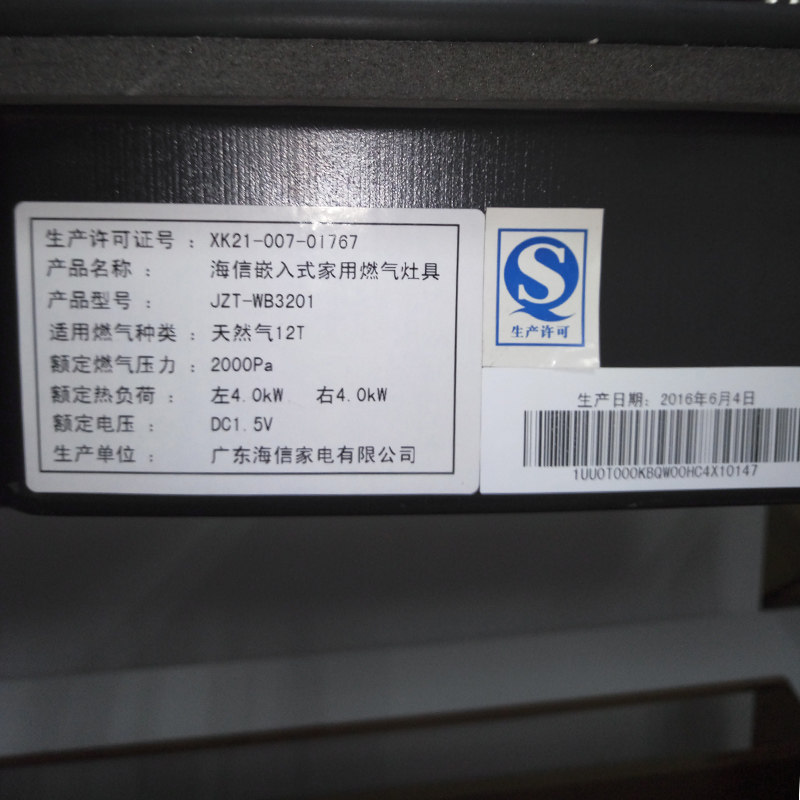 生产许可证号：XK21-007-01767
产品名称：海信嵌入式家用燃气灶具
产品型号：JZT-WB3201
适用燃气种类：天然气12T
额定燃气压力：2000Pa
额定热负荷：左4.0kW 右4.0kW
额定电压：DC1.5V
生产单位：广东海信家电有限公司
QS
生产许可
生产日期：2016年6月4日
1UU0T000KBQW00HC4X10147